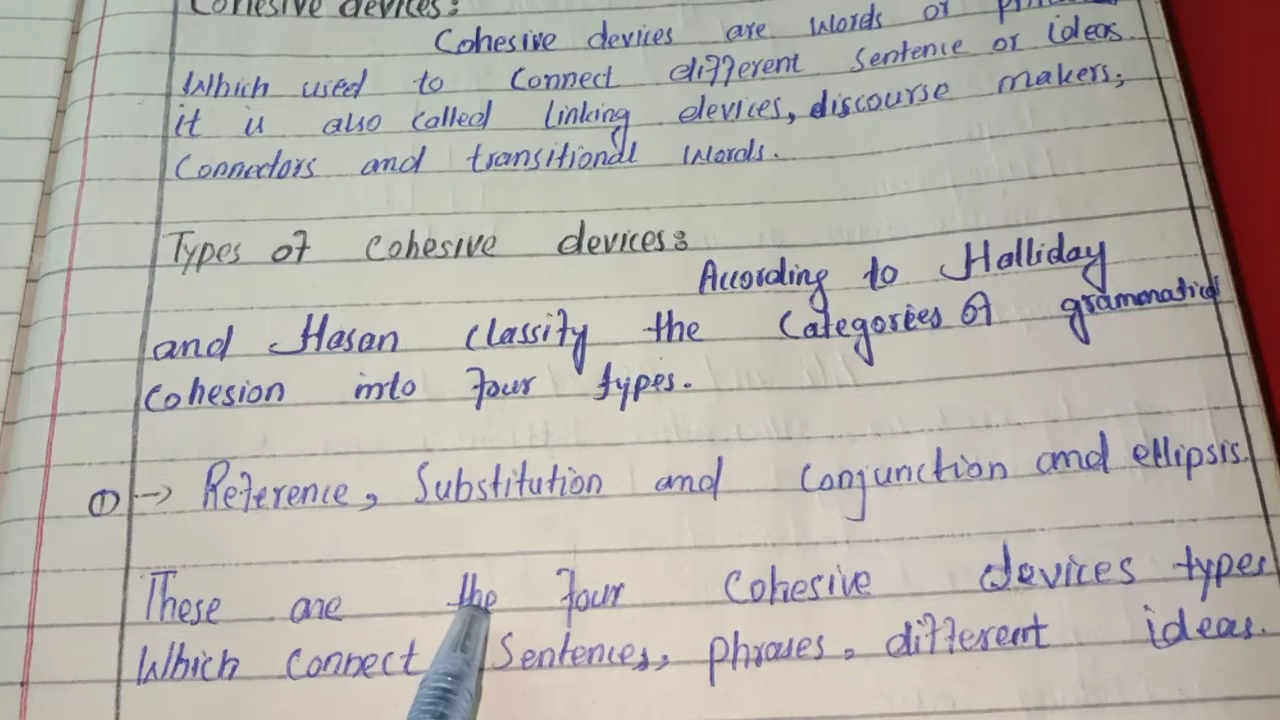 Cohesive devices:
Cohesive devices are words or
Which used to connect different sentence or ideas.
it is also called linking devices, discourse makers,
Connectors and transitional words.
Types of cohesive devices:
According to Halliday
and Hasan classify the categories of grammatical
cohesion into four types.
① → Reference, Substitution and conjunction and ellipsis.
These are the four cohesive devices types
Which connect sentences, phrases, different ideas.